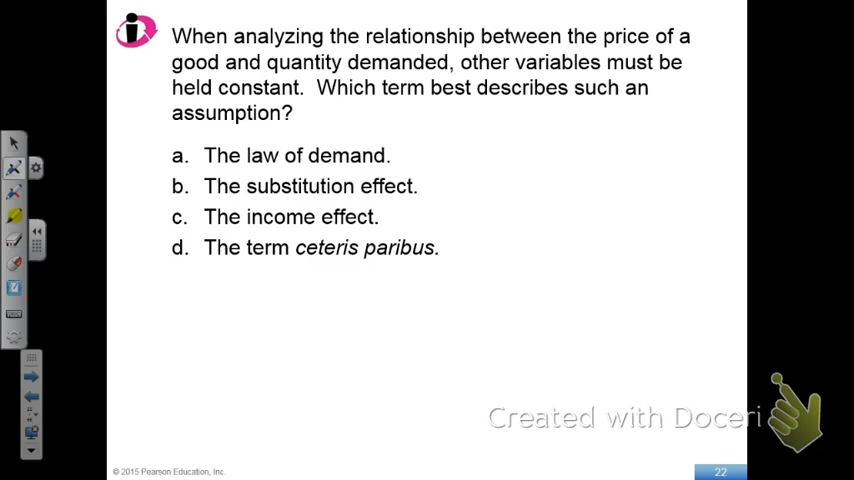 When analyzing the relationship between the price of a
good and quantity demanded, other variables must be
held constant.  Which term best describes such an
assumption?
a. The law of demand.
b. The substitution effect.
c. The income effect.
d. The term ceteris paribus.
Created with Doceri
© 2015 Pearson Education, Inc.
22